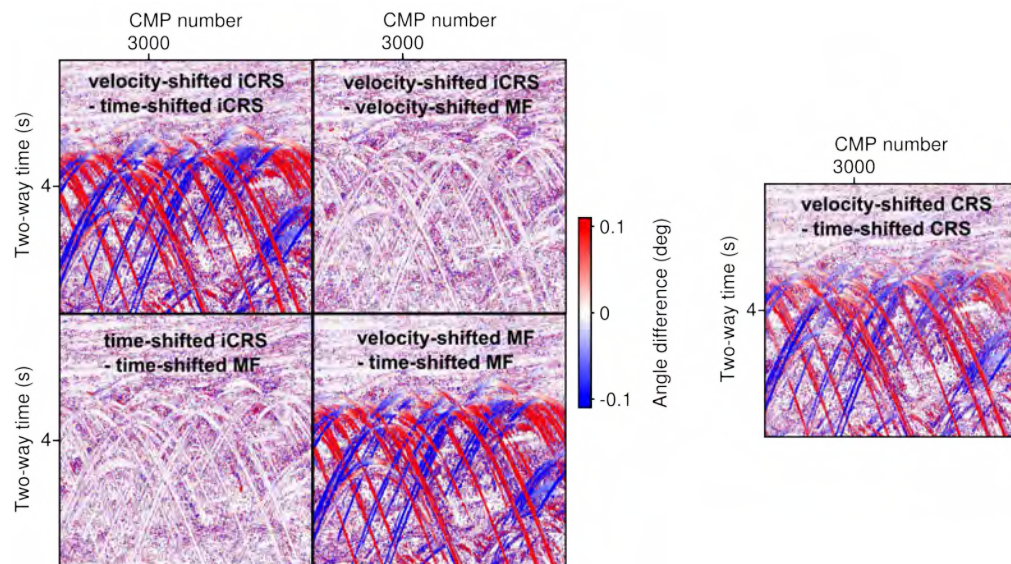 CMP number
3000
CMP number
3000
velocity-shifted iCRS
- time-shifted iCRS
velocity-shifted iCRS
- velocity-shifted MF
Two-way time (s)
4
time-shifted iCRS
- time-shifted MF
velocity-shifted MF
- time-shifted MF
Two-way time (s)
4
0.1
0
-0.1
Angle difference (deg)
CMP number
3000
velocity-shifted CRS
- time-shifted CRS
Two-way time (s)
4